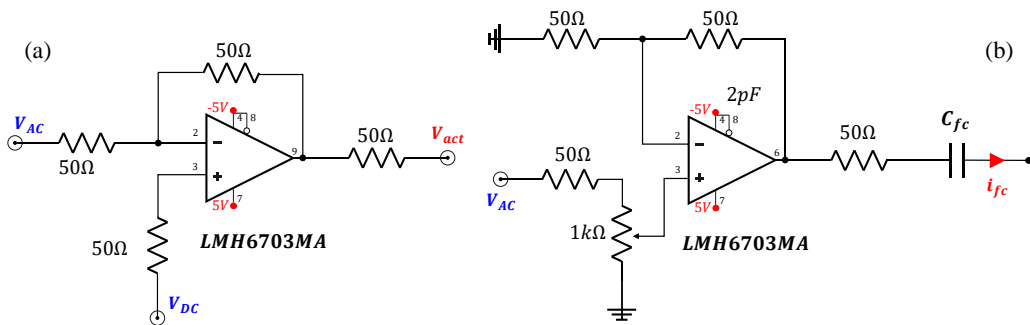 (a)
50Ω
-5V
4
8
V_AC
50Ω
2
3
9
50Ω
V_act
5V
7
50Ω
LMH6703MA
V_DC
50Ω
50Ω
(b)
2pF
-5V
4
8
2
3
6
50Ω
C_fc
i_fc
50Ω
V_AC
5V
7
1kΩ
LMH6703MA